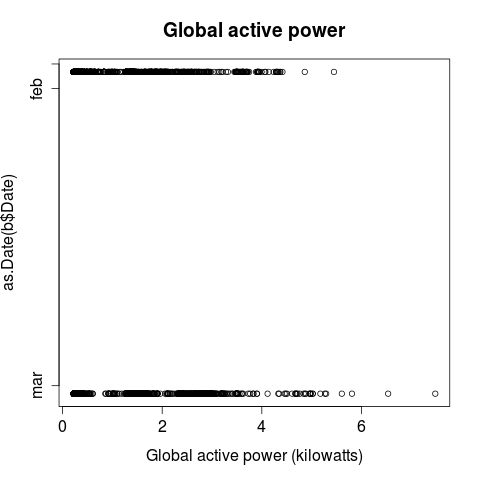 Global active power
feb
as.Date(b$Date)
mar
0 2 4 6
Global active power (kilowatts)